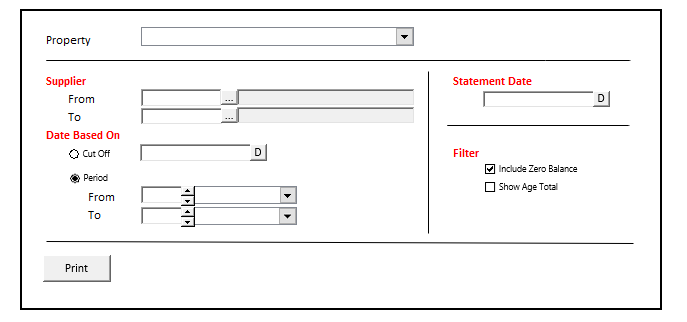 Property
Supplier
From ...
To ...
Date Based On
Cut Off D
Period
From
To
Statement Date
D
Filter
Include Zero Balance
Show Age Total
Print